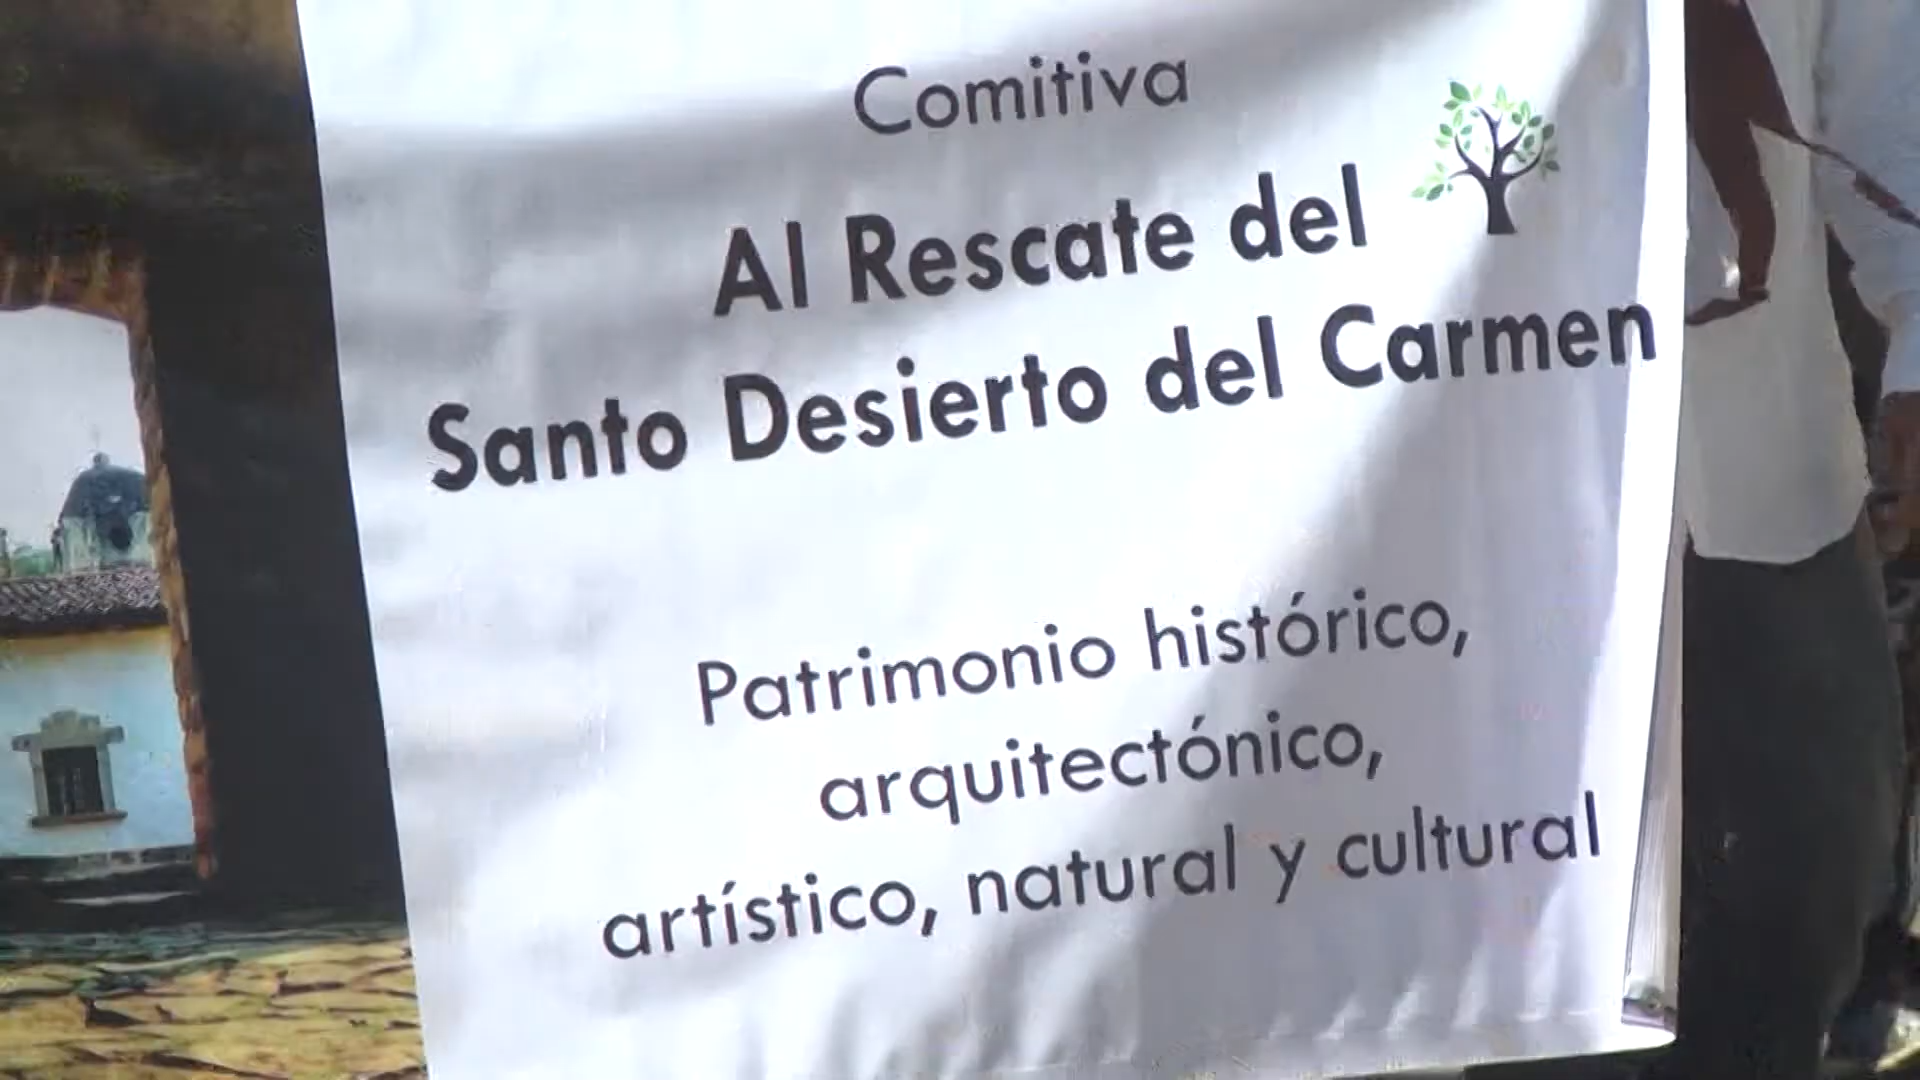 Comitiva
Al Rescate del
Santo Desierto del Carmen
Patrimonio histórico,
arquitectónico,
artístico, natural y cultural